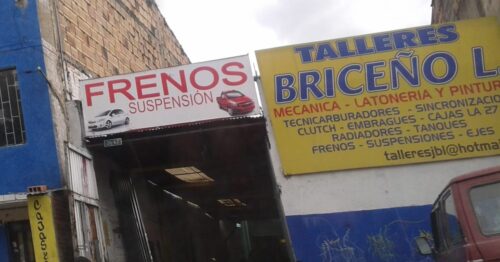 FRENOS
SUSPENSIÓN
TALLERES
BRICEÑO L
MECANICA - LATONERIA Y PINTUR
TECNICARBURADORES - SINCRONIZACIO
CLUTCH - EMBRAGUES - CAJAS LA 27
RADIADORES - TANQUES
FRENOS - SUSPENSIONES - EJES
talleresjbl@hotma